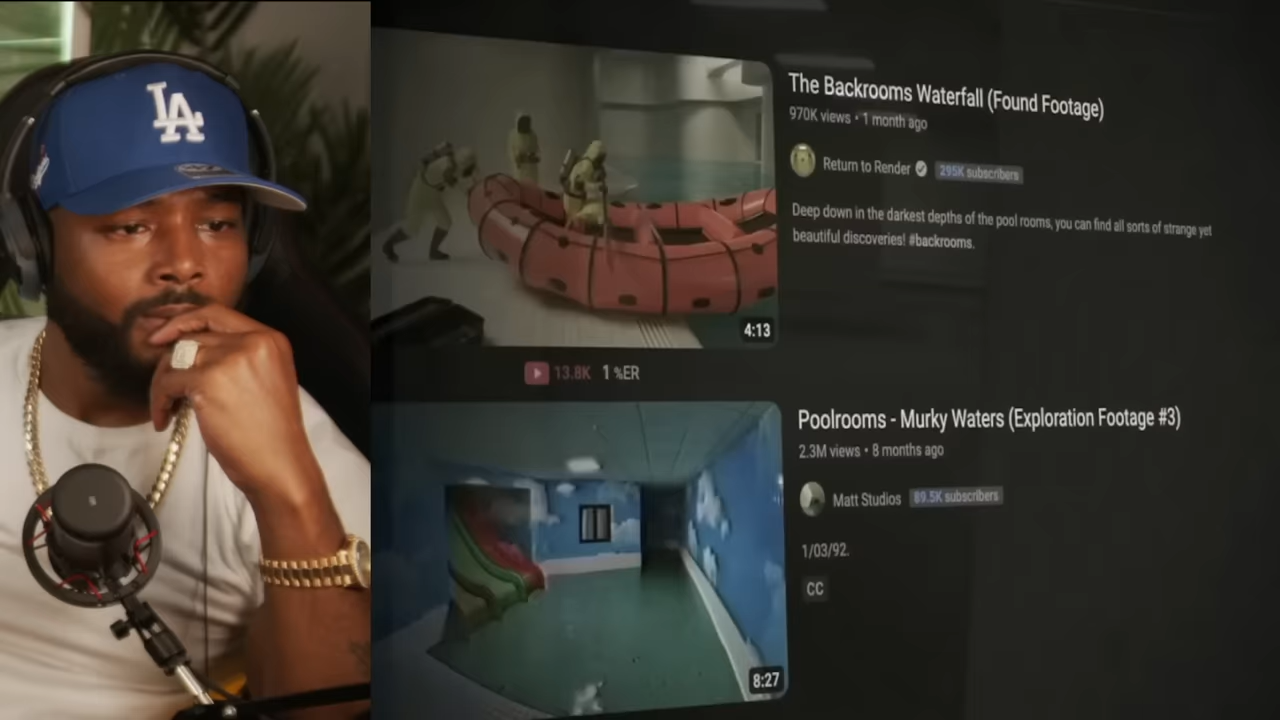 LA
The Backrooms Waterfall (Found Footage)
970K views • 1 month ago
Return to Render
295K subscribers
Deep down in the darkest depths of the pool rooms, you can find all sorts of strange yet
beautiful discoveries! #backrooms.
4:13
13.8K 1 %ER
Poolrooms - Murky Waters (Exploration Footage #3)
2.3M views • 8 months ago
Matt Studios
89.5K subscribers
1/03/92.
CC
8:27